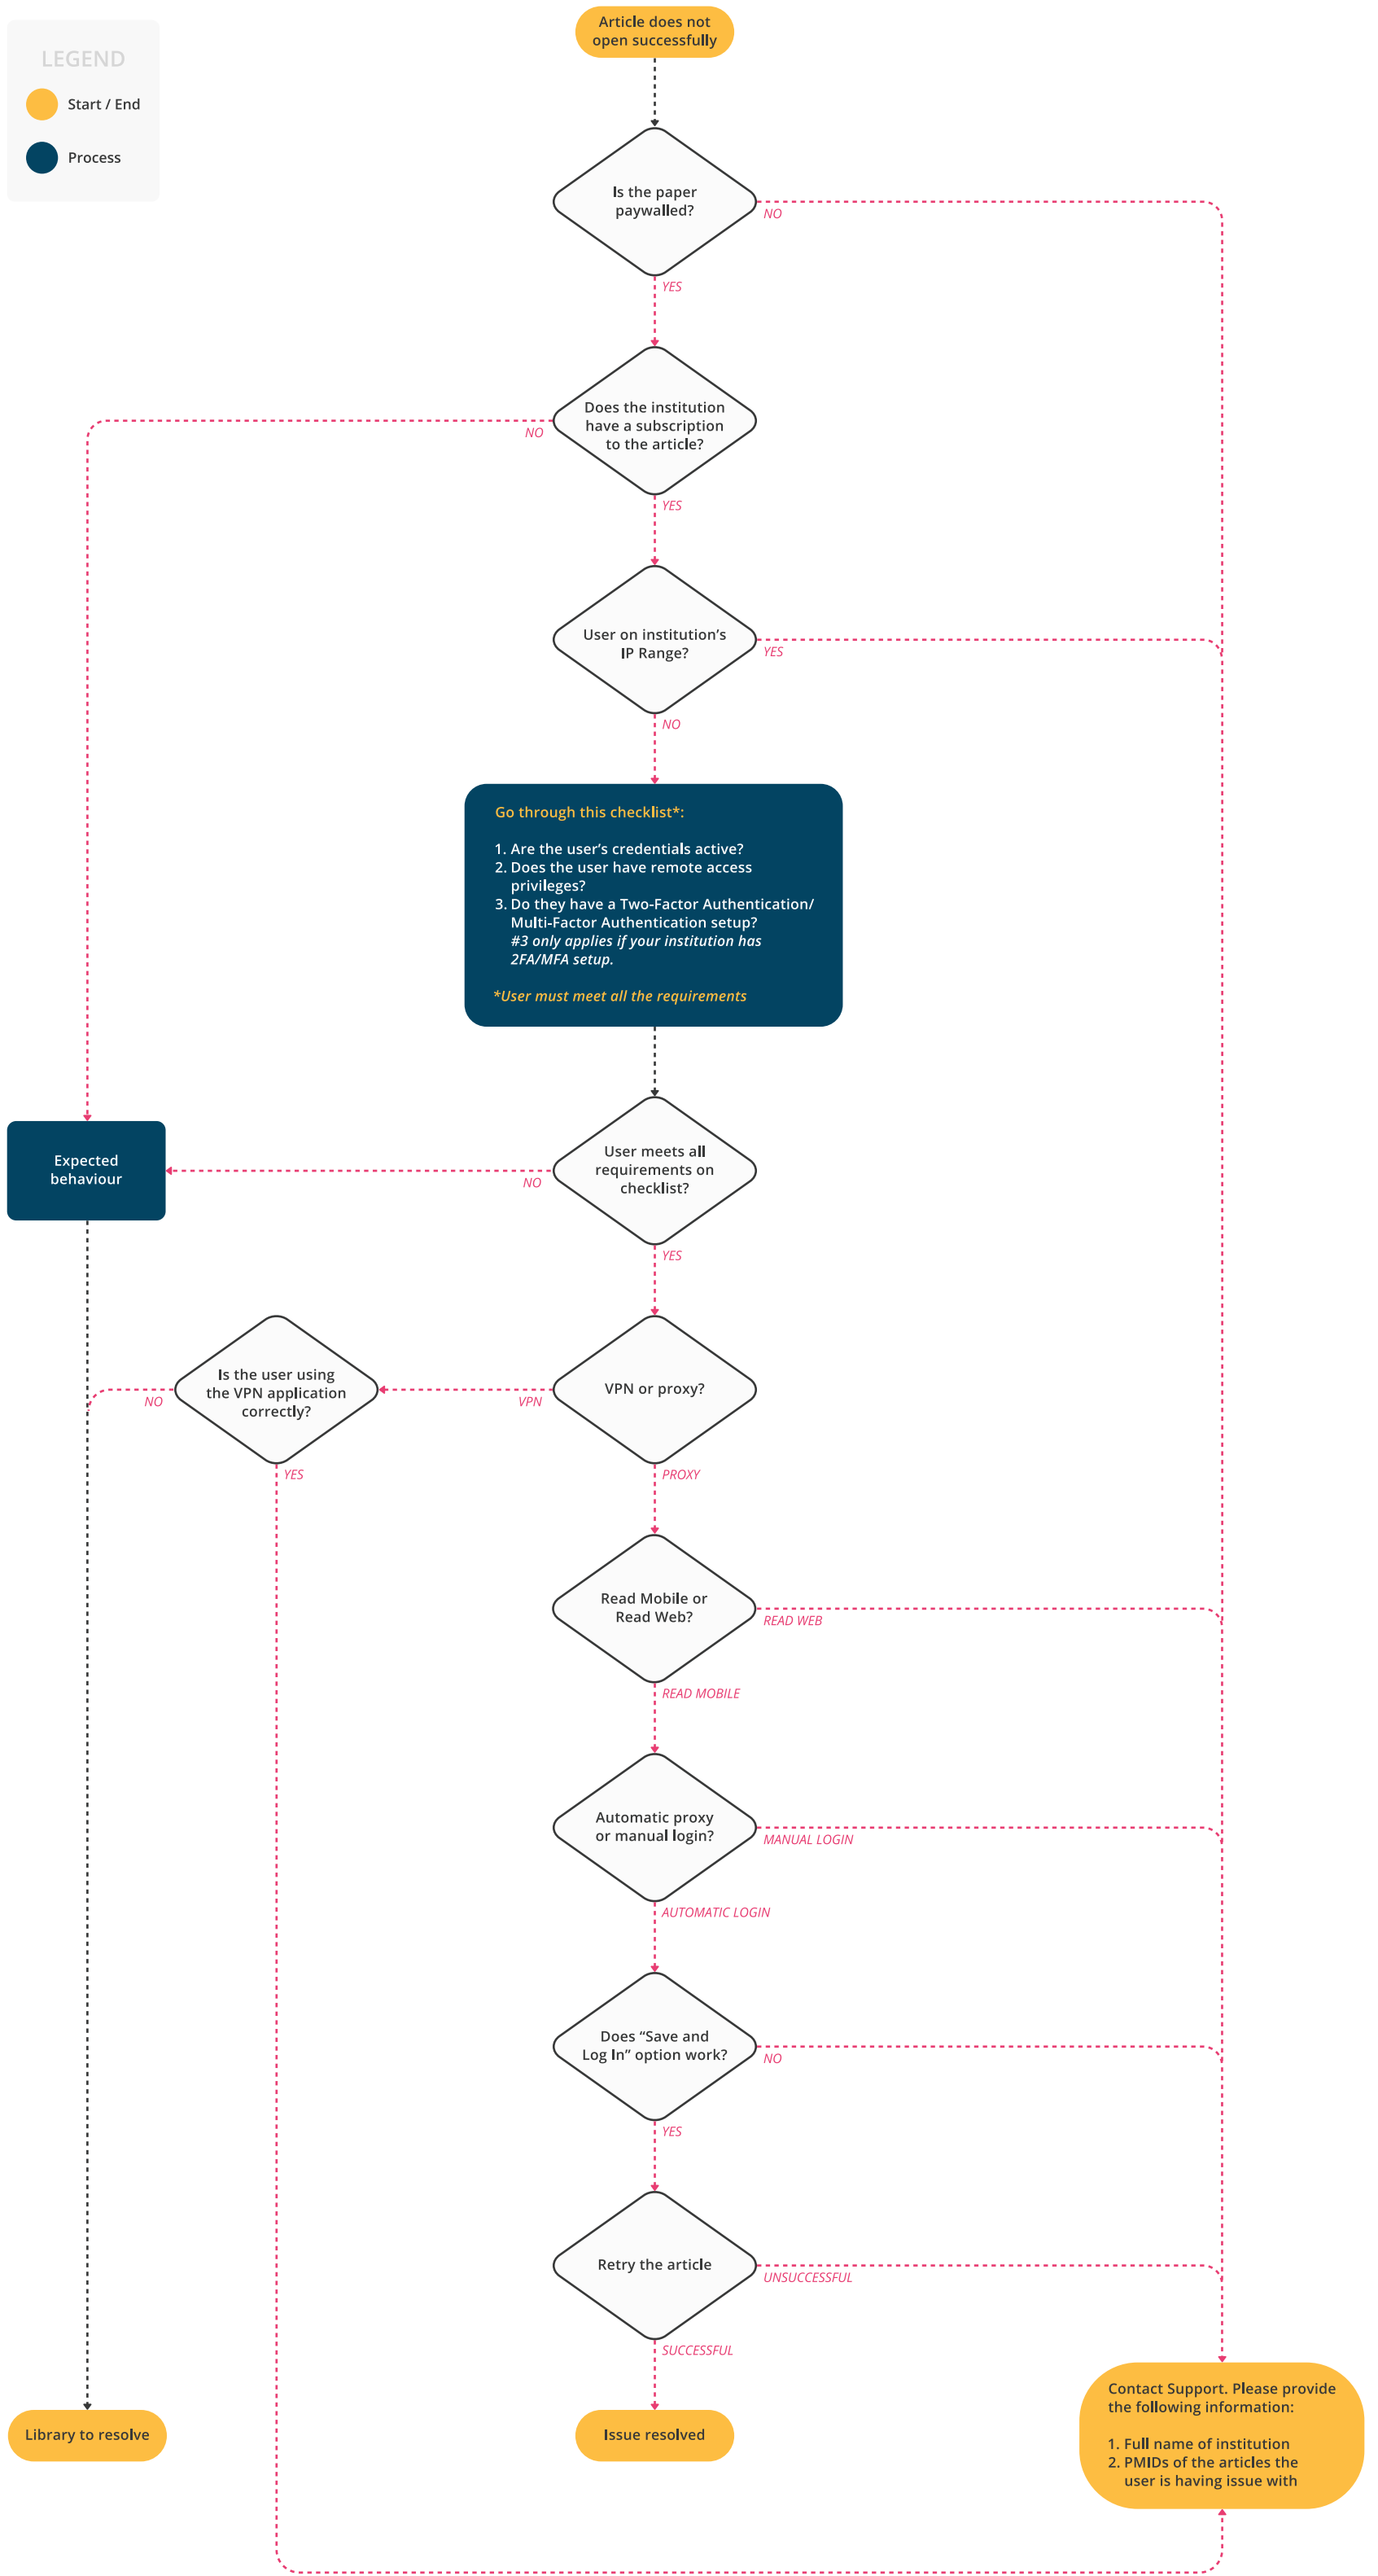 Article does not
open successfully
LEGEND
Start / End
Process
Is the paper
paywalled?
NO
YES
Does the institution
have a subscription
to the article?
NO
YES
User on institution's
IP Range?
YES
NO
Go through this checklist*:
1. Are the user's credentials active?
2. Does the user have remote access
privileges?
3. Do they have a Two-Factor Authentication/
Multi-Factor Authentication setup?
#3 only applies if your institution has
2FA/MFA setup.
*User must meet all the requirements
Expected
behaviour
User meets all
requirements on
checklist?
NO
YES
Is the user using
the VPN application
correctly?
NO
YES
VPN or proxy?
VPN
PROXY
Read Mobile or
Read Web?
READ WEB
READ MOBILE
Automatic proxy
or manual login?
MANUAL LOGIN
AUTOMATIC LOGIN
Does “Save and
Log In” option work?
NO
YES
Retry the article
UNSUCCESSFUL
SUCCESSFUL
Library to resolve
Issue resolved
Contact Support. Please provide
the following information:
1. Full name of institution
2. PMIDs of the articles the
user is having issue with